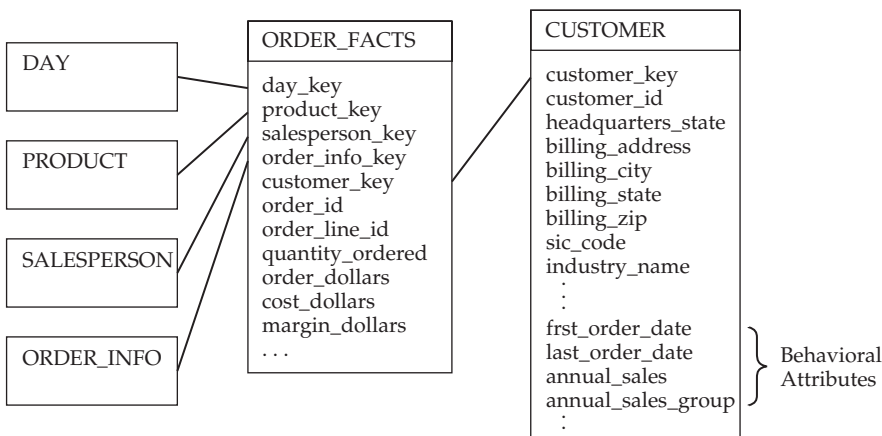 DAY
PRODUCT
SALESPERSON
ORDER_INFO
ORDER_FACTS
day_key
product_key
salesperson_key
order_info_key
customer_key
order_id
order_line_id
quantity_ordered
order_dollars
cost_dollars
margin_dollars
. . .
CUSTOMER
customer_key
customer_id
headquarters_state
billing_address
billing_city
billing_state
billing_zip
sic_code
industry_name
.
.
frst_order_date
last_order_date
annual_sales
annual_sales_group
.
.
Behavioral
Attributes